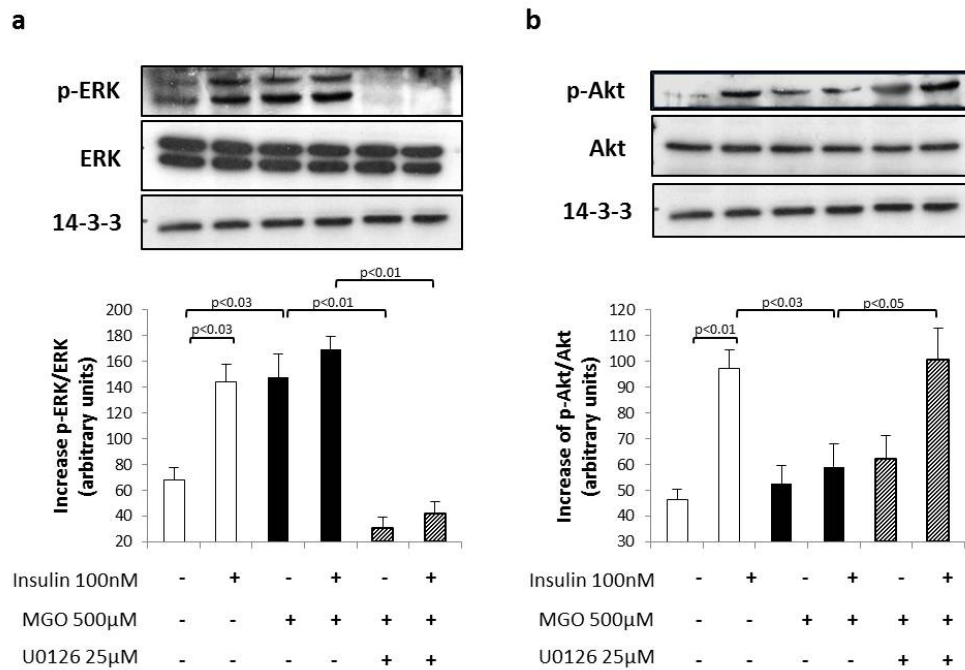 a
p-ERK
ERK
14-3-3
p<0.01
p<0.03 p<0.01
p<0.03
Increase p-ERK/ERK
(arbitrary units)
200
180
160
140
120
100
80
60
40
20
Insulin 100nM - + - + - +
MGO 500μM - - + + + +
U0126 25μM - - - - + +
b
p-Akt
Akt
14-3-3
p<0.03 p<0.05
p<0.01
Increase of p-Akt/Akt
(arbitrary units)
120
110
100
90
80
70
60
50
40
30
Insulin 100nM - + - + - +
MGO 500μM - - + + + +
U0126 25μM - - - - + +